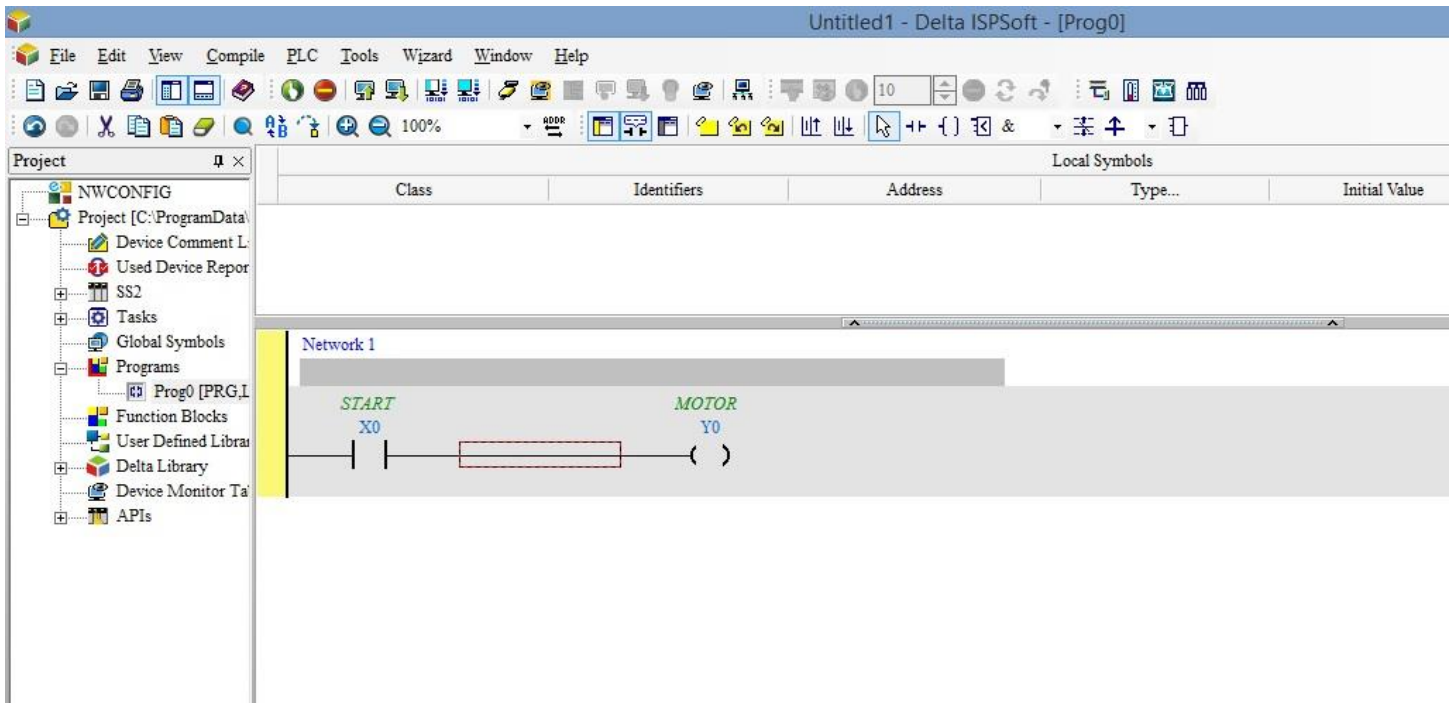 Untitled1 - Delta ISPSoft - [Prog0]
File Edit View Compile PLC Tools Wizard Window Help
10
100% ADDR &
Project
NWCONFIG
Project [C:\ProgramData\
Device Comment L
Used Device Repor
SS2
Tasks
Global Symbols
Programs
Prog0 [PRG,L
Function Blocks
User Defined Librar
Delta Library
Device Monitor Ta
APIs
Local Symbols
Class Identifiers Address Type... Initial Value
Network 1
START MOTOR
X0 Y0